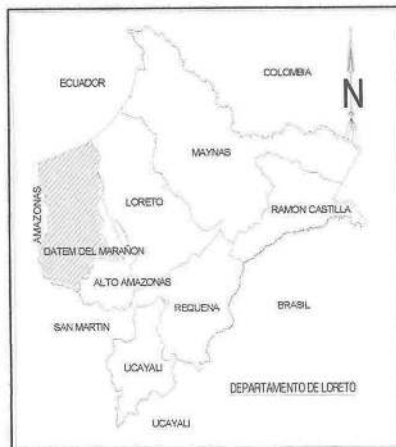 ECUADOR
COLOMBIA
N
MAYNAS
LORETO
AMAZONAS
RAMON CASTILLA
DATEM DEL MARAÑON
ALTO AMAZONAS
REQUENA
BRASIL
SAN MARTIN
UCAYALI
DEPARTAMENTO DE LORETO
UCAYALI